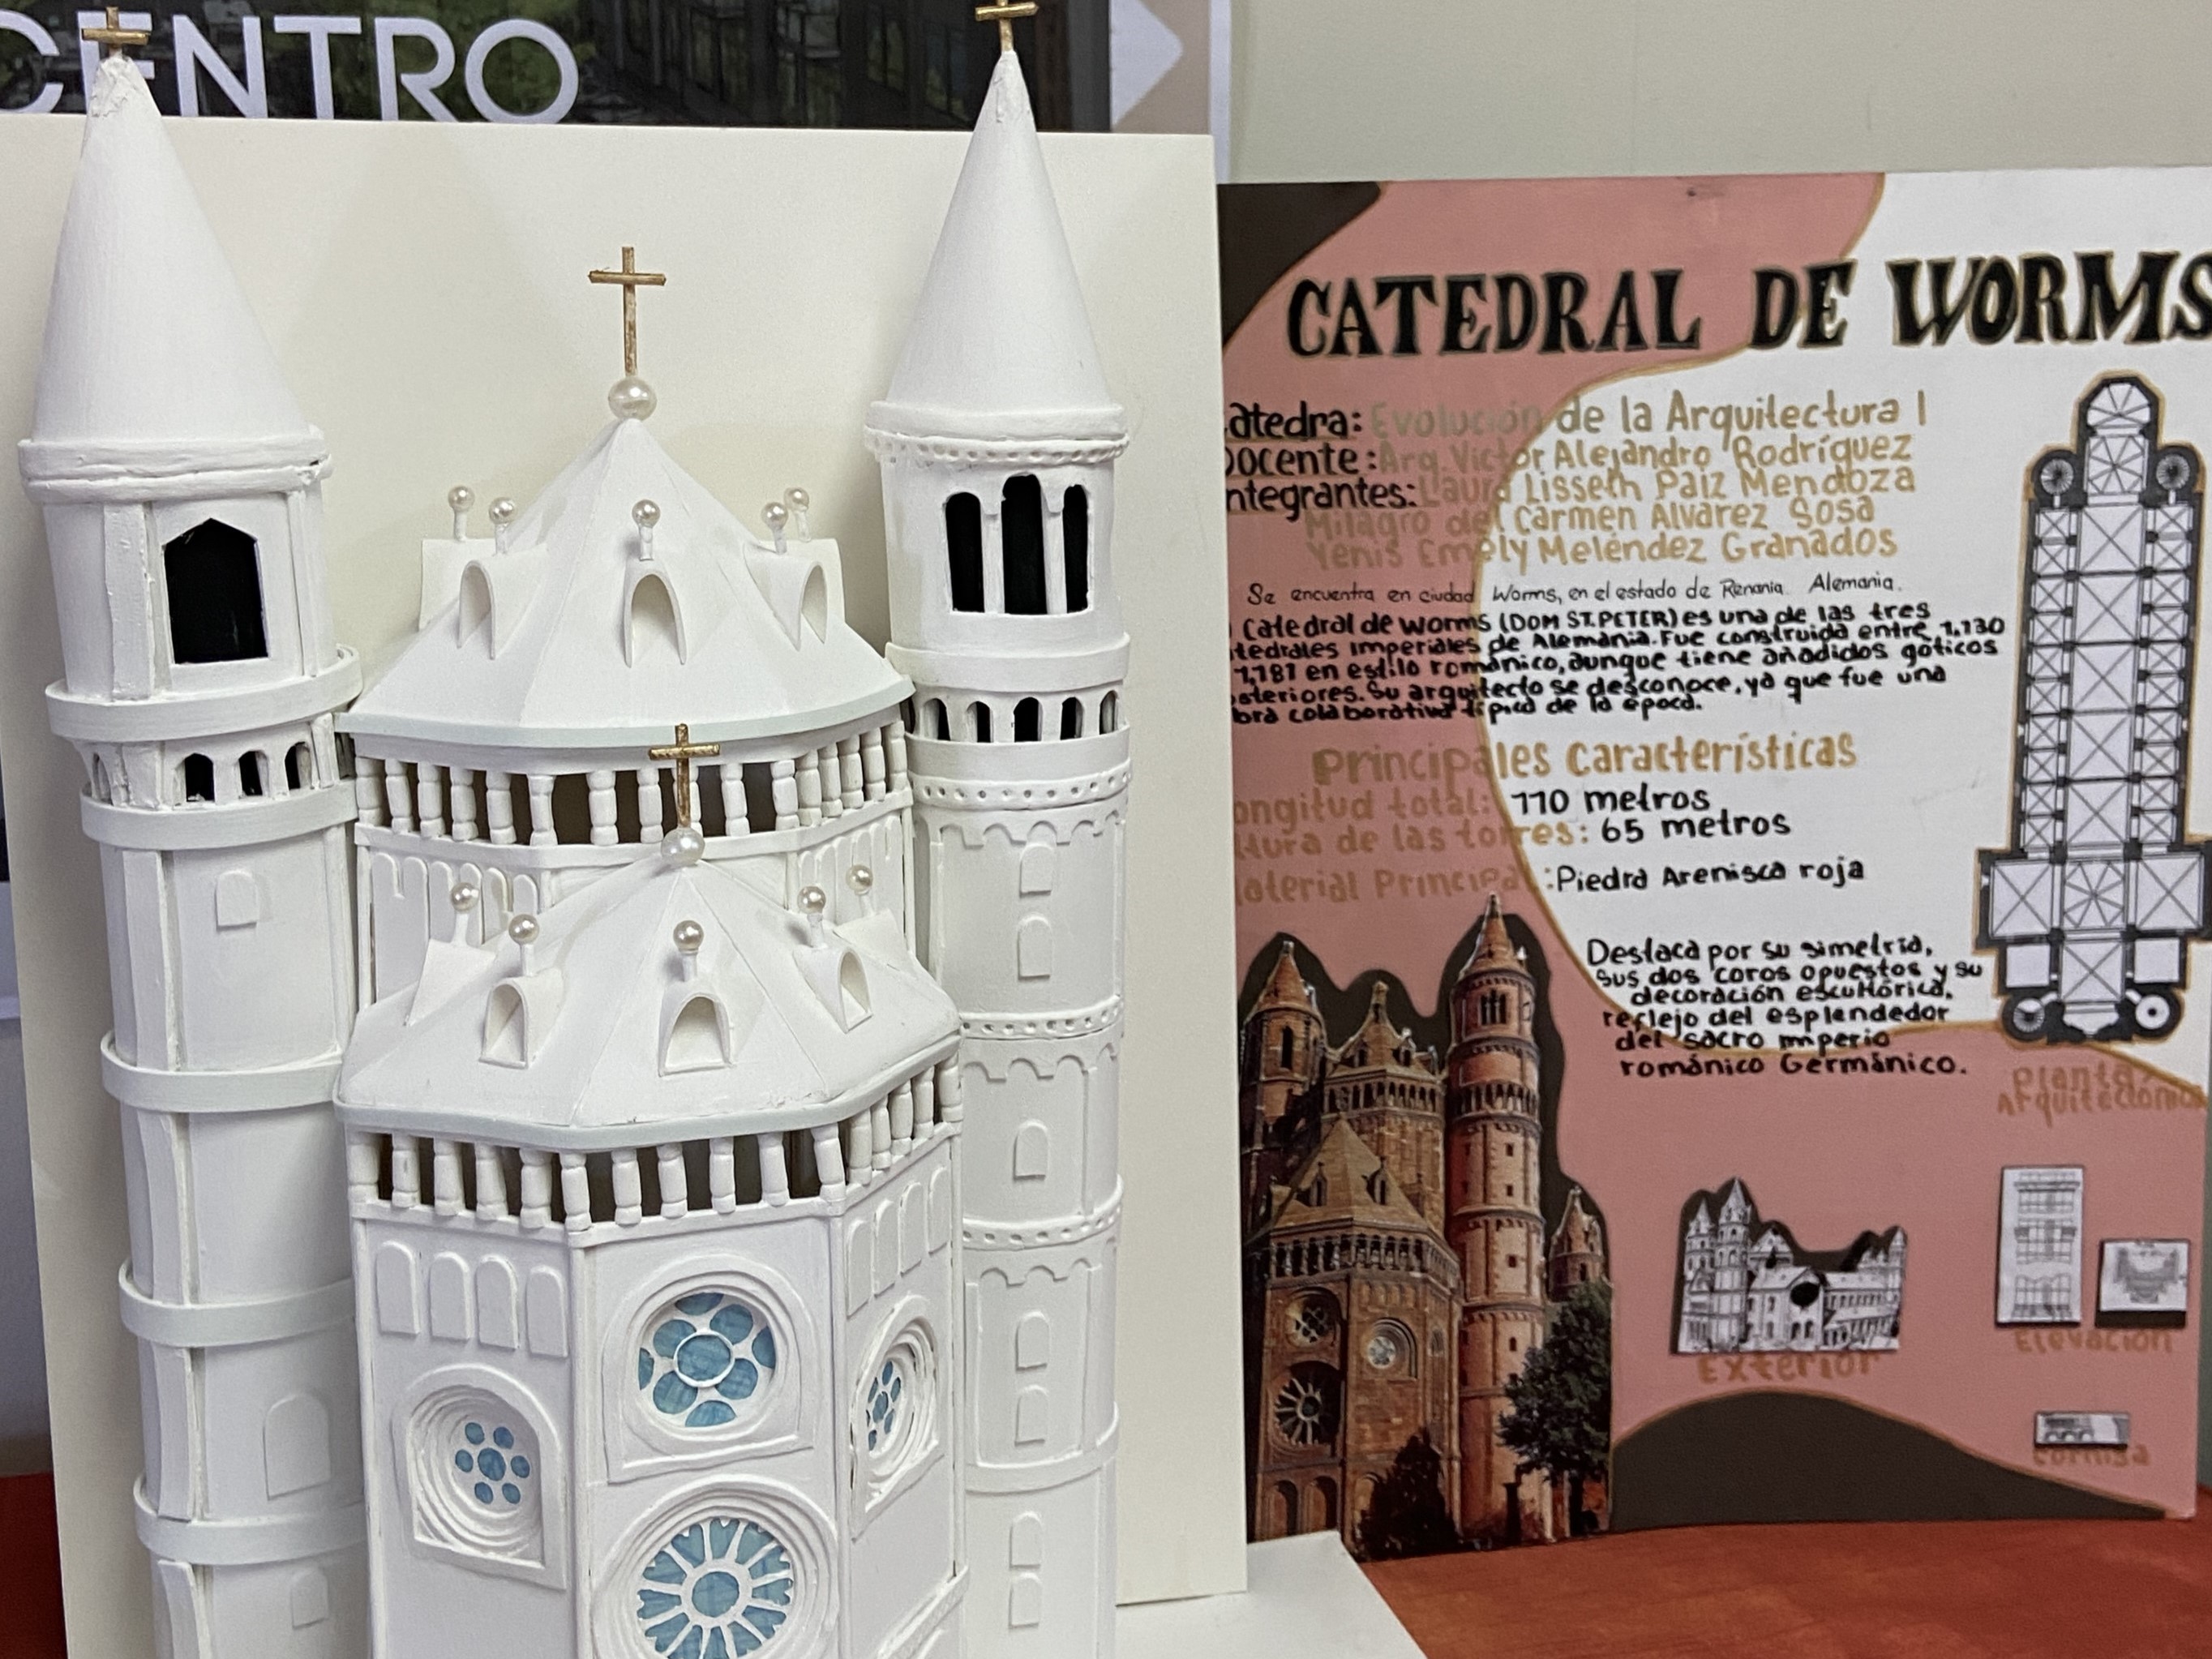 CENTRO
CATEDRAL DE WORMS
atedra: Evolución de la Arquitectura I
ocente: Arq. Victor Alejandro Rodríguez
ntegrantes: Laura Lisseth Paiz Mendoza
Milagro del Carmen Alvarez Sosa
Yenis Emely Meléndez Granados
Se encuentra en ciudad Worms, en el estado de Renania. Alemania.
Catedral de worms (DOM ST.PETER) es una de las tres
tedrales imperiales de Alemania. Fue construida entre 1,130
1,181 en estilo románico, aunque tiene añadidos góticos
steriores. Su arquitecto se desconoce, ya que fue una
bra colaborativa típica de la época.
Principales características
ongitud total: 110 metros
ltura de las torres: 65 metros
aterial Principal: Piedra Arenisca roja
Destaca por su simetría,
sus dos coros opuestos y su
decoración escultórica,
reflejo del esplendedor
del sacro mperio
románico Germánico.
Planta
Arquitectónica
Exterior
Elevación
Cornisa